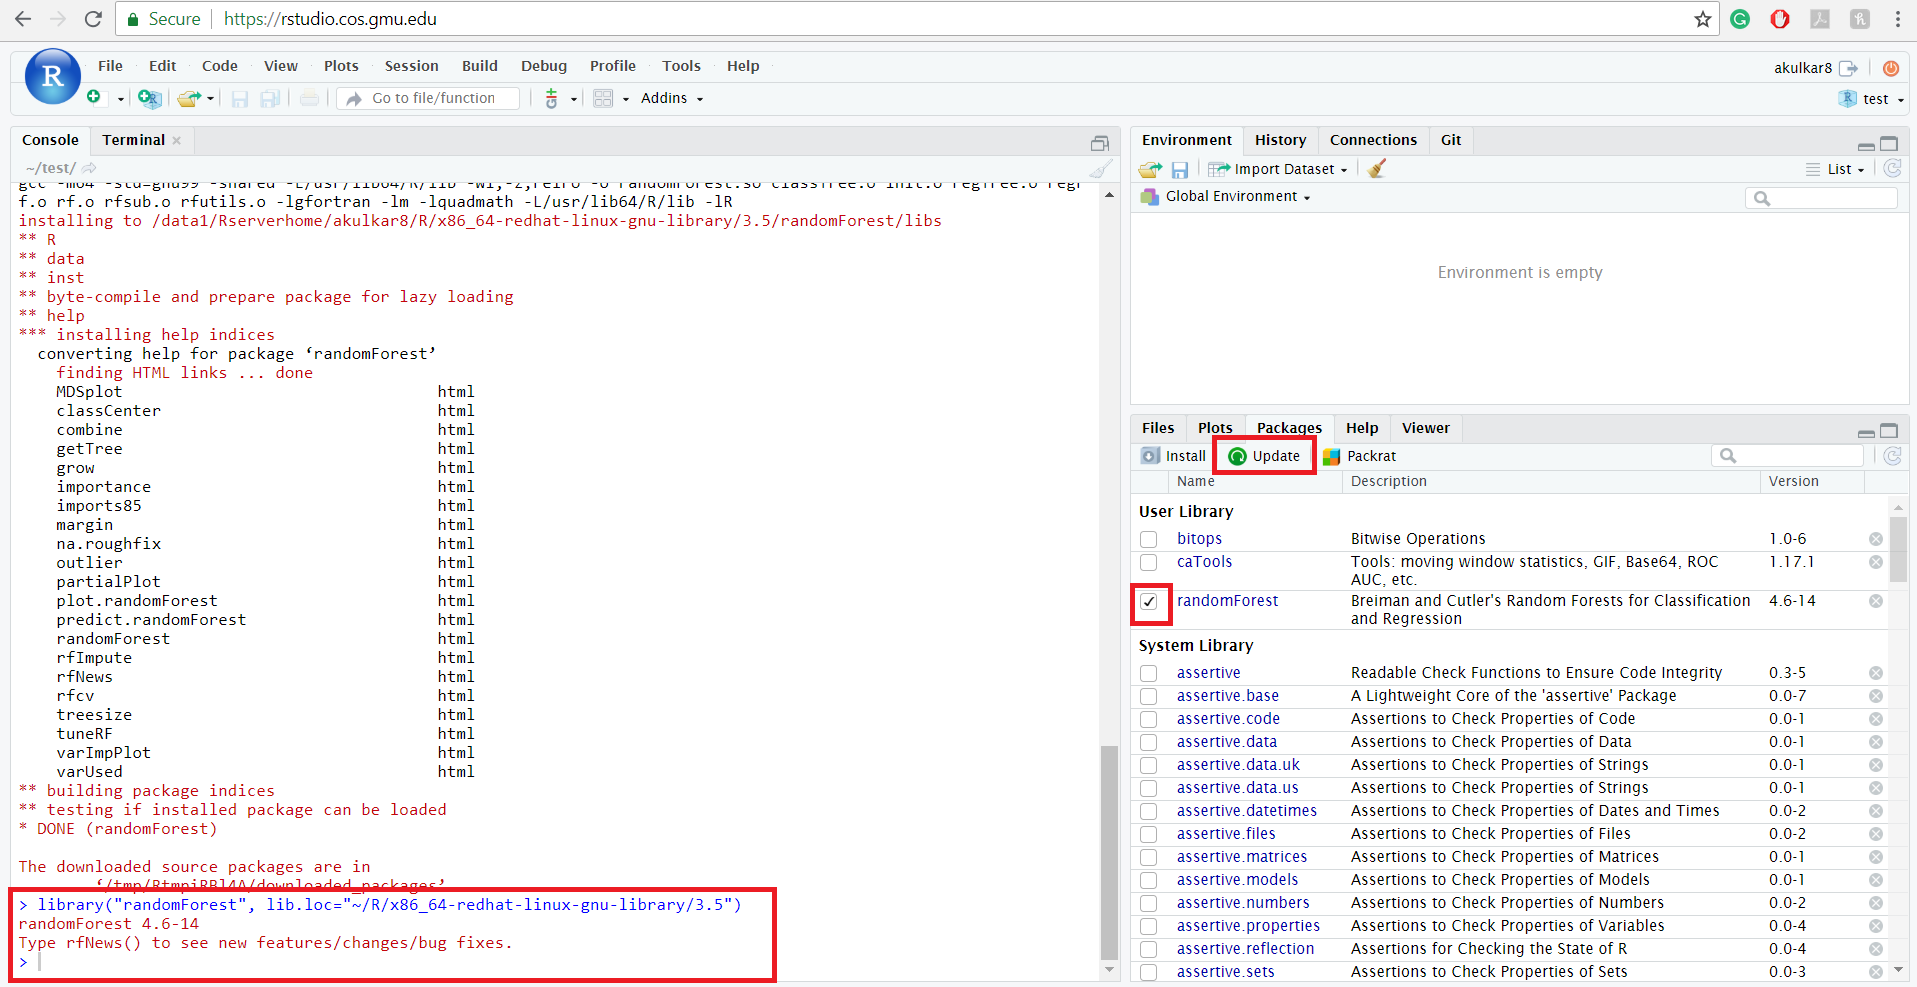 Secure https://rstudio.cos.gmu.edu
R File Edit Code View Plots Session Build Debug Profile Tools Help
akulkar8
Go to file/function Addins
R test
Console Terminal
~/test/
gcc -m64 -std=gnu99 -shared -L/usr/lib64/R/lib -Wl,-z,relro -o randomForest.so classTree.o init.o regTree.o regr
f.o rf.o rfsub.o rfutils.o -lgfortran -lm -lquadmath -L/usr/lib64/R/lib -lR
installing to /data1/Rserverhome/akulkar8/R/x86_64-redhat-linux-gnu-library/3.5/randomForest/libs
** R
** data
** inst
** byte-compile and prepare package for lazy loading
** help
*** installing help indices
converting help for package ‘randomForest’
finding HTML links ... done
MDSplot html
classCenter html
combine html
getTree html
grow html
importance html
imports85 html
margin html
na.roughfix html
outlier html
partialPlot html
plot.randomForest html
predict.randomForest html
randomForest html
rfImpute html
rfNews html
rfcv html
treesize html
tuneRF html
varImpPlot html
varUsed html
** building package indices
** testing if installed package can be loaded
* DONE (randomForest)
The downloaded source packages are in
‘/tmp/RtmpiRBl4A/downloaded_packages’
> library("randomForest", lib.loc="~/R/x86_64-redhat-linux-gnu-library/3.5")
randomForest 4.6-14
Type rfNews() to see new features/changes/bug fixes.
>
Environment History Connections Git
Import Dataset List
Global Environment
Environment is empty
Files Plots Packages Help Viewer
Install Update Packrat
Name Description Version
User Library
bitops Bitwise Operations 1.0-6
caTools Tools: moving window statistics, GIF, Base64, ROC 1.17.1
AUC, etc.
randomForest Breiman and Cutler's Random Forests for Classification 4.6-14
and Regression
System Library
assertive Readable Check Functions to Ensure Code Integrity 0.3-5
assertive.base A Lightweight Core of the 'assertive' Package 0.0-7
assertive.code Assertions to Check Properties of Code 0.0-1
assertive.data Assertions to Check Properties of Data 0.0-1
assertive.data.uk Assertions to Check Properties of Strings 0.0-1
assertive.data.us Assertions to Check Properties of Strings 0.0-1
assertive.datetimes Assertions to Check Properties of Dates and Times 0.0-2
assertive.files Assertions to Check Properties of Files 0.0-2
assertive.matrices Assertions to Check Properties of Matrices 0.0-1
assertive.models Assertions to Check Properties of Models 0.0-1
assertive.numbers Assertions to Check Properties of Numbers 0.0-2
assertive.properties Assertions to Check Properties of Variables 0.0-4
assertive.reflection Assertions for Checking the State of R 0.0-4
assertive.sets Assertions to Check Properties of Sets 0.0-3